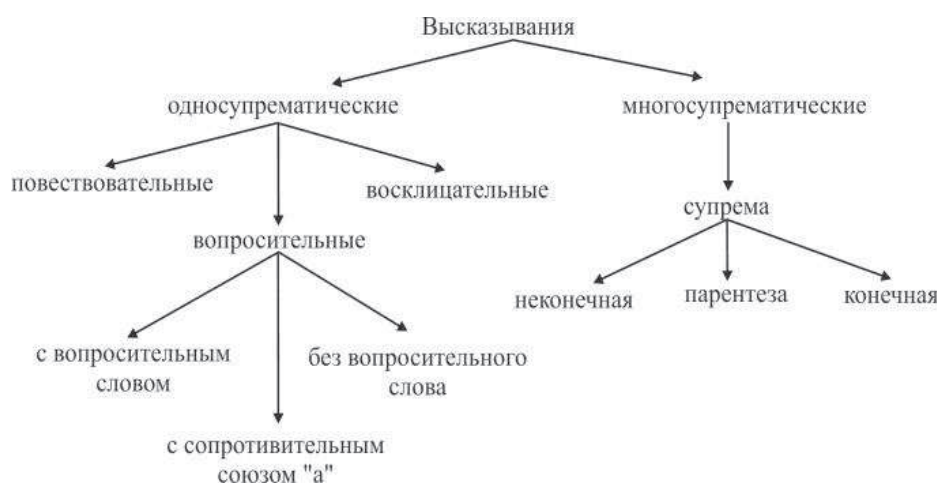 Высказывания
односупрематические
многосупрематические
повествовательные
восклицательные
супрема
вопросительные
неконечная
парентеза
конечная
с вопросительным
словом
без вопросительного
слова
с сопротивительным
союзом "а"